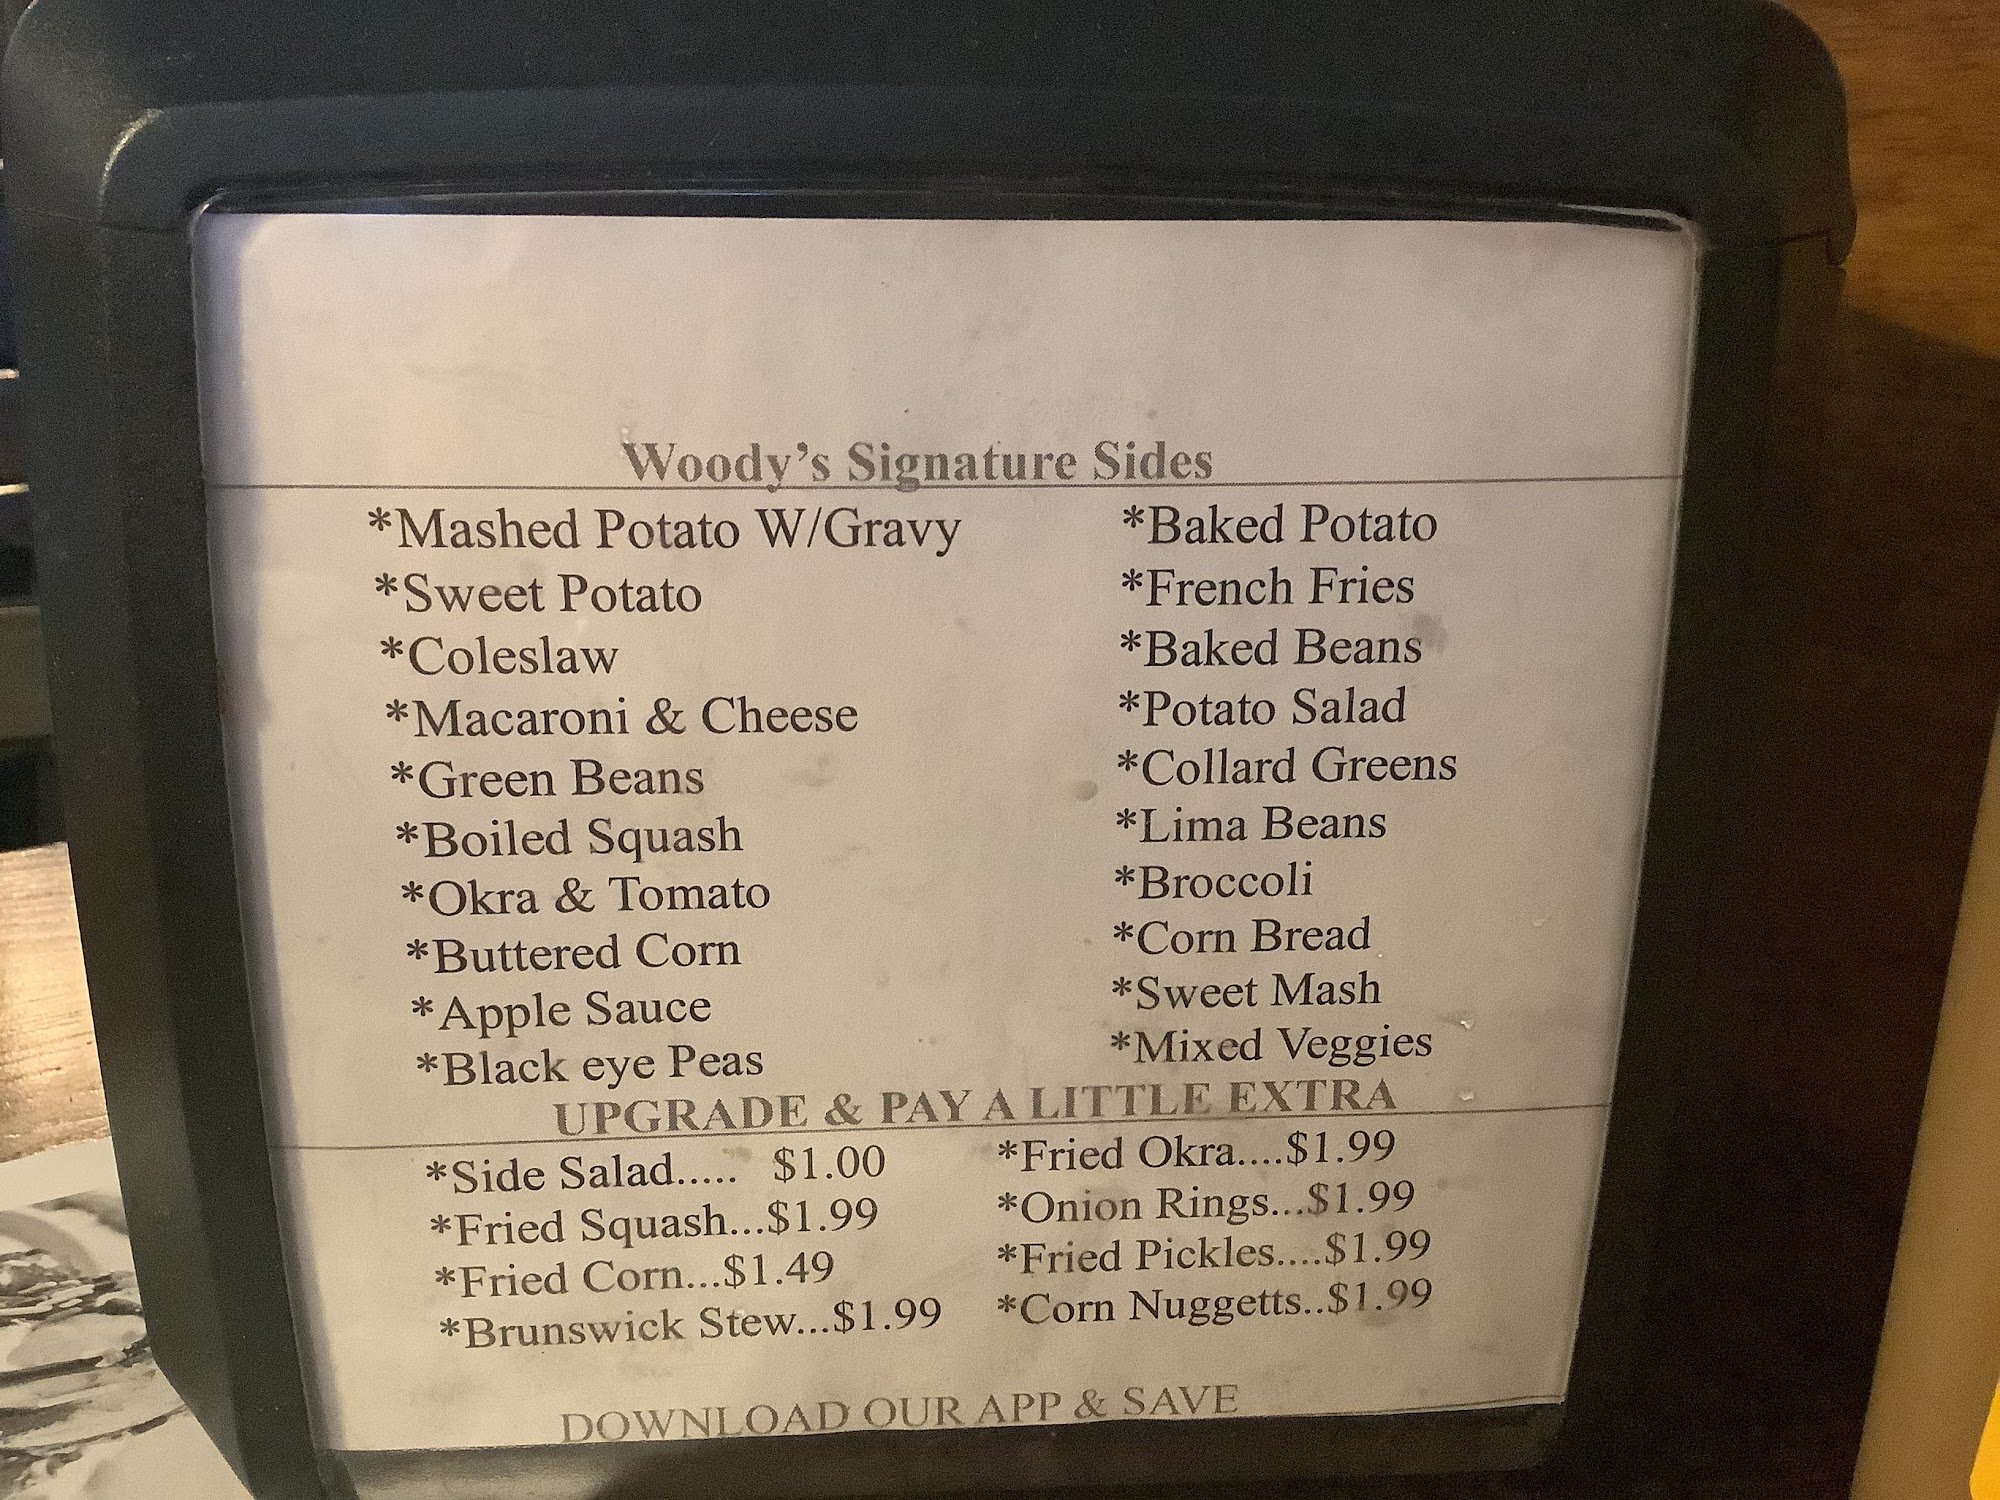 Woody's Signature Sides
*Mashed Potato W/Gravy
*Sweet Potato
*Coleslaw
*Macaroni & Cheese
*Green Beans
*Boiled Squash
*Okra & Tomato
*Buttered Corn
*Apple Sauce
*Black eye Peas
*Baked Potato
*French Fries
*Baked Beans
*Potato Salad
*Collard Greens
*Lima Beans
*Broccoli
*Corn Bread
*Sweet Mash
*Mixed Veggies
UPGRADE & PAY A LITTLE EXTRA
*Side Salad..... $1.00
*Fried Squash...$1.99
*Fried Corn...$1.49
*Brunswick Stew...$1.99
*Fried Okra....$1.99
*Onion Rings...$1.99
*Fried Pickles....$1.99
*Corn Nuggetts..$1.99
DOWNLOAD OUR APP & SAVE